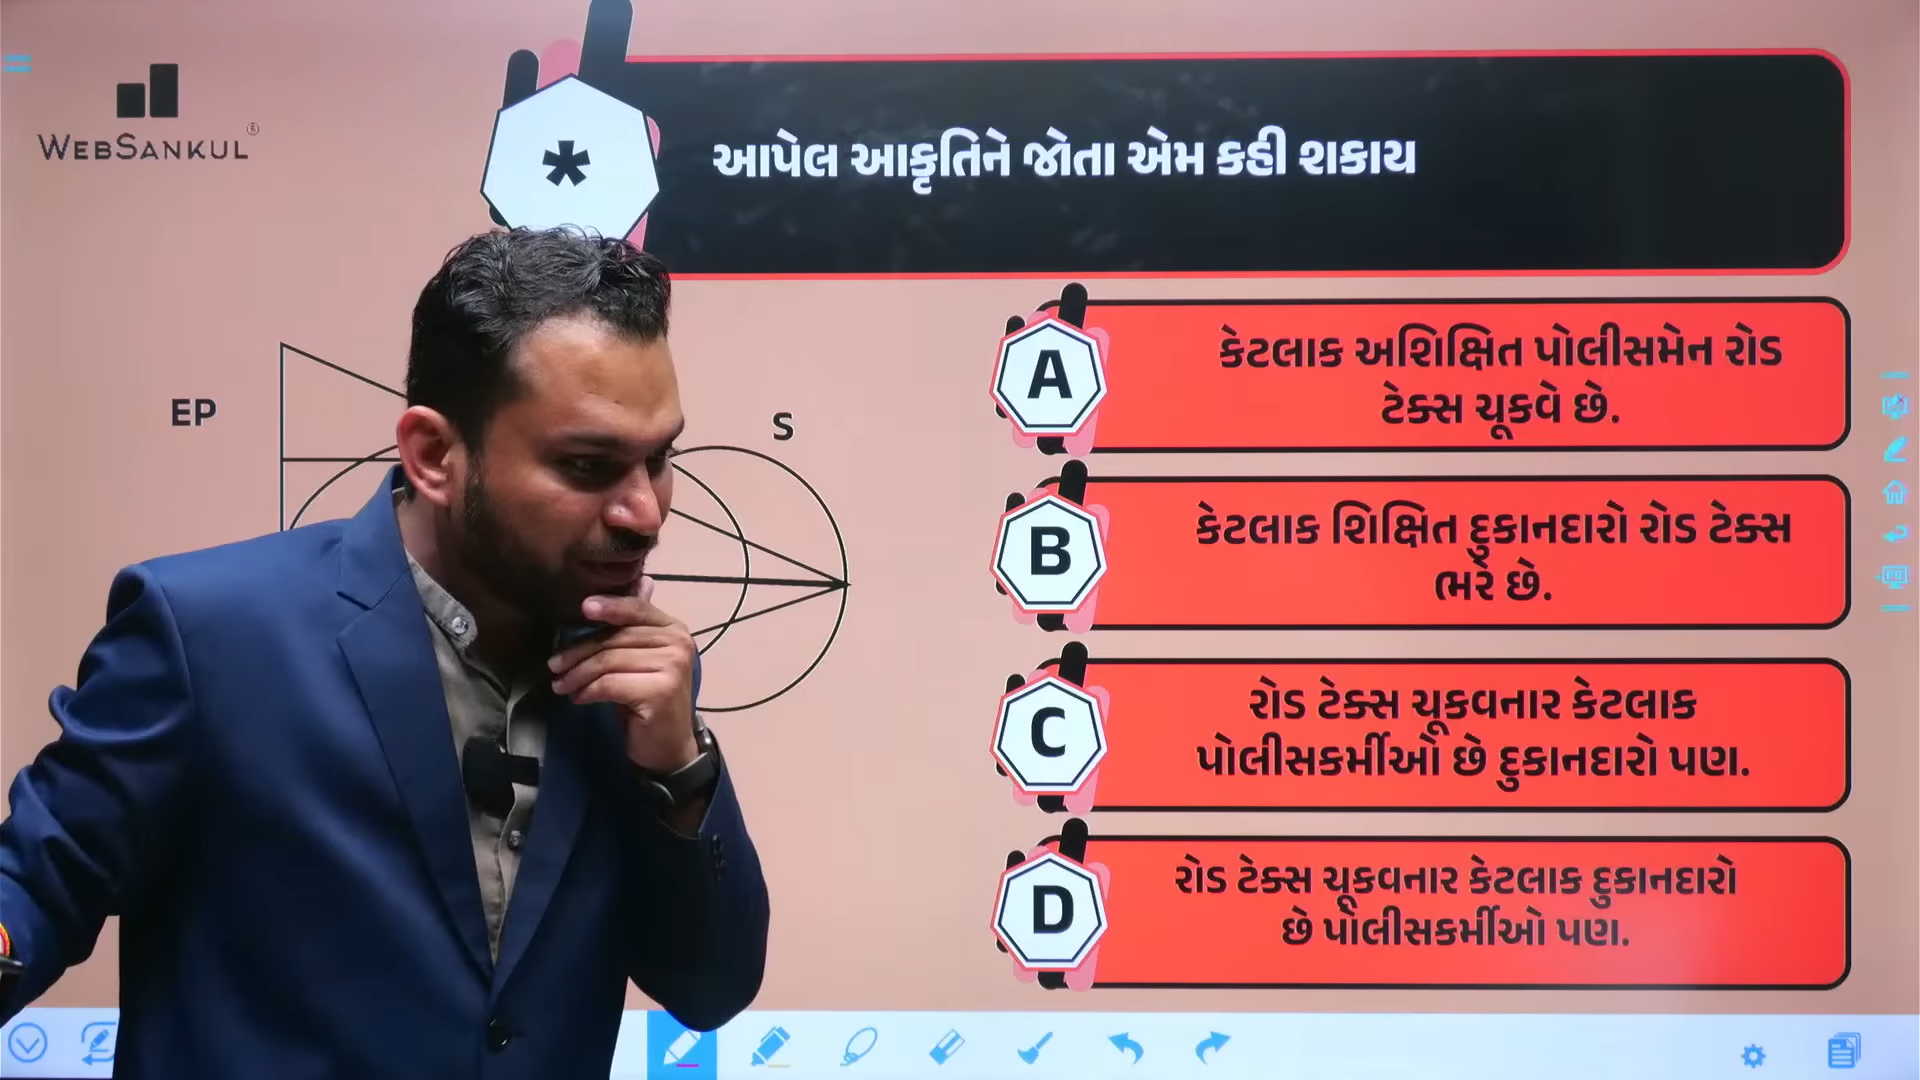 WEBSANKUL®
*
આપેલ આકૃતિને જોતા એમ કહી શકાય
EP
S
A
કેટલાક અશિક્ષિત પોલીસમેન રોડ
ટેક્સ ચૂકવે છે.
B
કેટલાક શિક્ષિત દુકાનદારો રોડ ટેક્સ
ભરે છે.
C
રોડ ટેક્સ ચૂકવનાર કેટલાક
પોલીસકર્મીઓ છે દુકાનદારો પણ.
D
રોડ ટેક્સ ચૂકવનાર કેટલાક દુકાનદારો
છે પોલીસકર્મીઓ પણ.